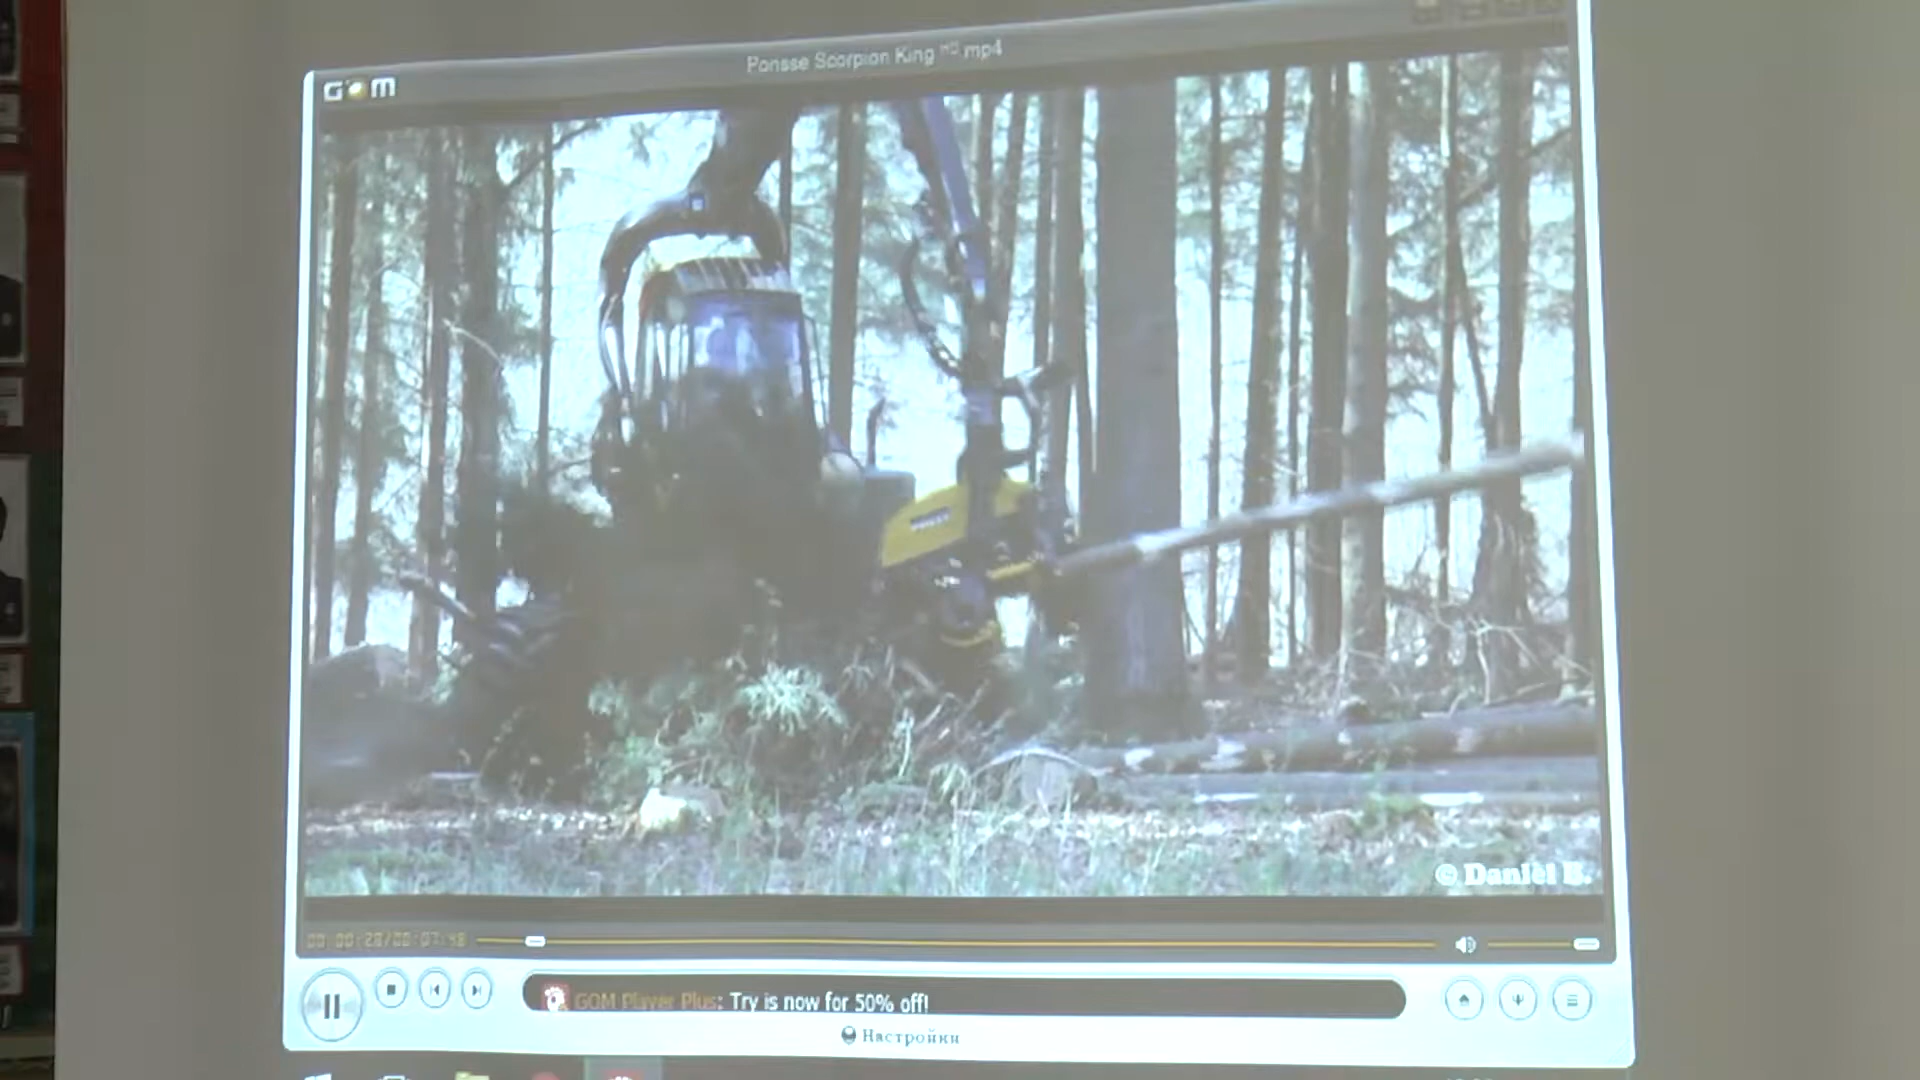 Ponsse Scorpion King HD.mp4
GOM
© Daniel B.
00:00:28/00:07:48
GOM Player Plus: Try is now for 50% off!
Настройки